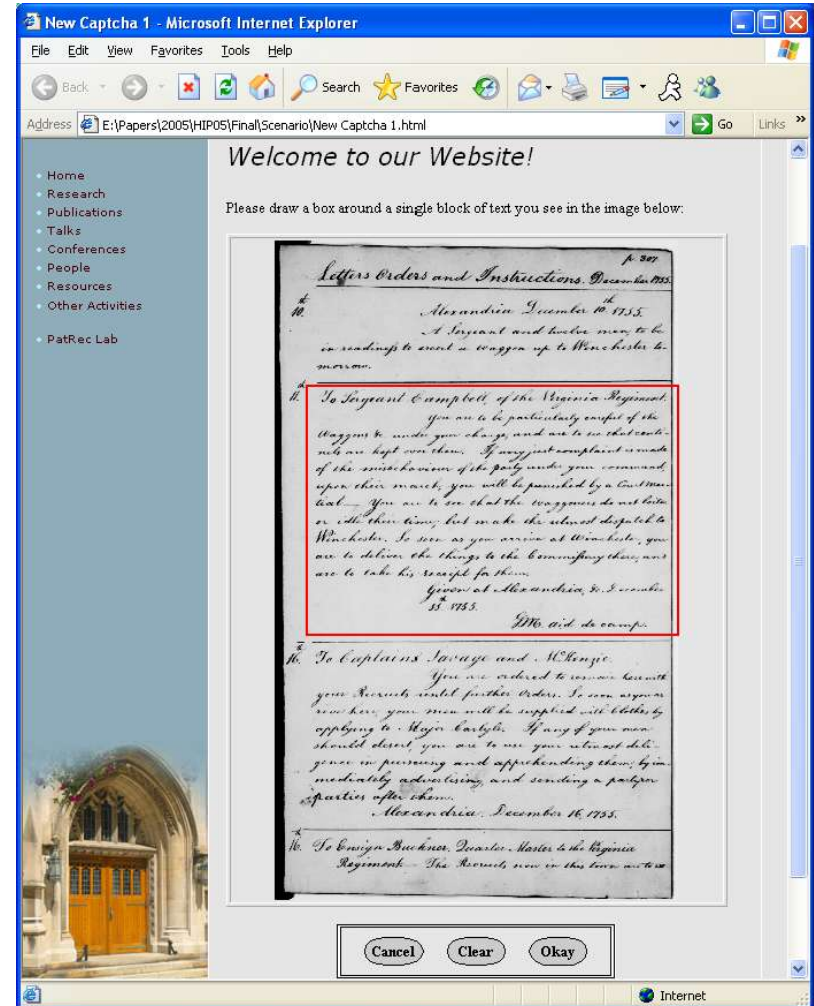 New Captcha 1 - Microsoft Internet Explorer
File Edit View Favorites Tools Help
Back Search Favorites
Address E:\Papers\2005\HIP05\Final\Scenario\New Captcha 1.html Go Links »
Home
Research
Publications
Talks
Conferences
People
Resources
Other Activities
PatRec Lab
Welcome to our Website!
Please draw a box around a single block of text you see in the image below:
p. 307
Letters Orders and Instructions. December 1755.
10.th Alexandria December 10.th 1755.
A Sergeant and twelve men, to be
in readiness to escort a waggon up to Winchester to-
morrow.
11.th To Sergeant Campbell, of the Virginia Regiment.
You are to be particularly careful of the
Waggons &c. under your charge, and are to see that centi-
nels are kept over them. If any just complaint is made
of the misbehaviour of the party under your command
upon their march, you will be punished by a Court Mar-
tial — You are to see that the waggoners do not loiter
or idle their time; but make the utmost despatch to
Winchester. So soon as you arrive at Winchester, you
are to deliver the things to the Commissary there, and
are to take his receipt for them.
Given at Alexandria, &c. December
1755.
aid de camp.
16. To Captains Savage and McKenzie.
You are ordered to remove here with
your Recruits until further Orders. So soon as you ar
rive here, your men will be supplied with Clothes by
applying to Major Carlyle. If any of your men
should desert, you are to use your utmost dili-
gence in pursuing and apprehending them; by im
mediately advertising, and sending a party or
parties after them.
Alexandria. December 16, 1755.
16. To Ensign Buckner, Quarter Master to the Virginia
Regiment — The Recruits now in this town are to
Cancel Clear Okay
Internet